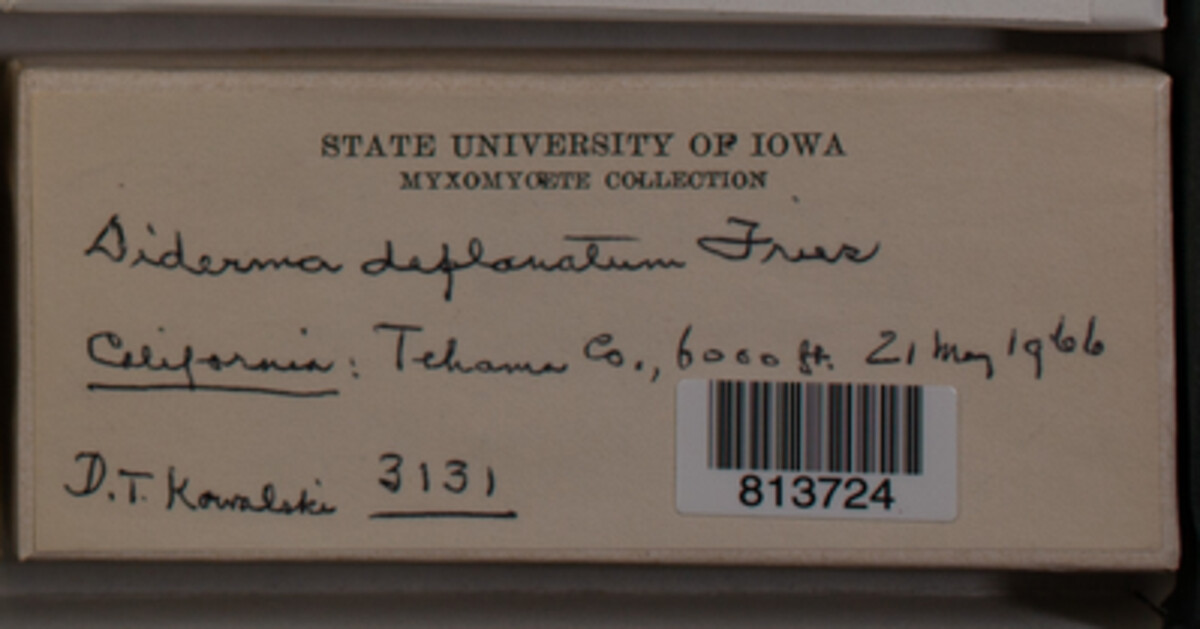 STATE UNIVERSITY OF IOWA
MYXOMYCETE COLLECTION
Diderma deplanatum Fries
California: Tehama Co., 6000 ft. 21 May 1966
D.T. Kowalski 3131
813724